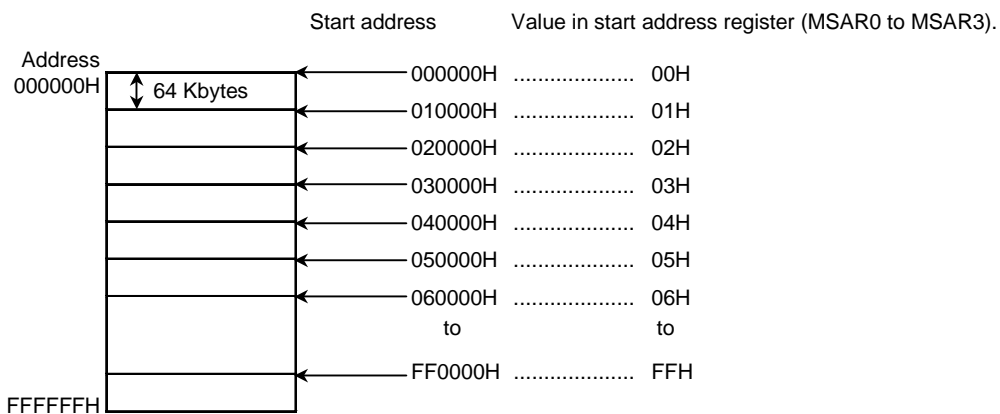 Start address Value in start address register (MSAR0 to MSAR3).
Address
000000H 64 Kbytes 000000H ..................... 00H
010000H ..................... 01H
020000H ..................... 02H
030000H ..................... 03H
040000H ..................... 04H
050000H ..................... 05H
060000H ..................... 06H
to to
FF0000H ..................... FFH
FFFFFFH